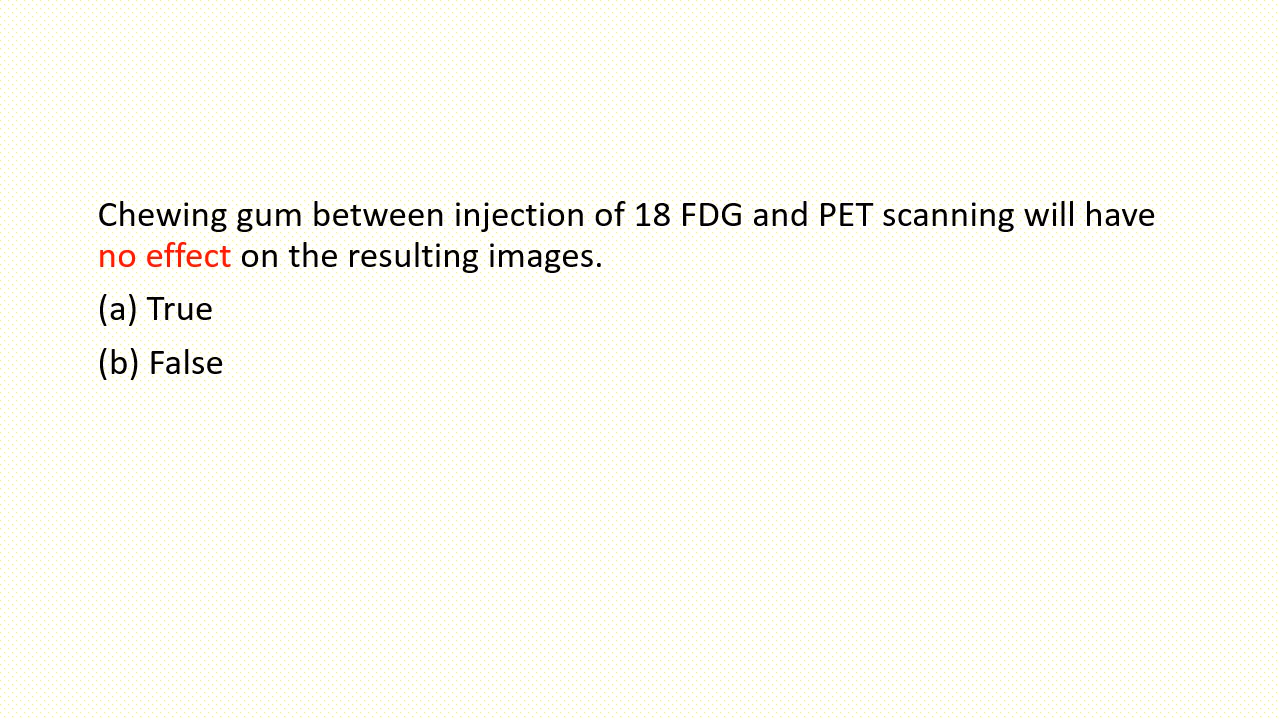 Chewing gum between injection of 18 FDG and PET scanning will have
no effect on the resulting images.
(a) True
(b) False